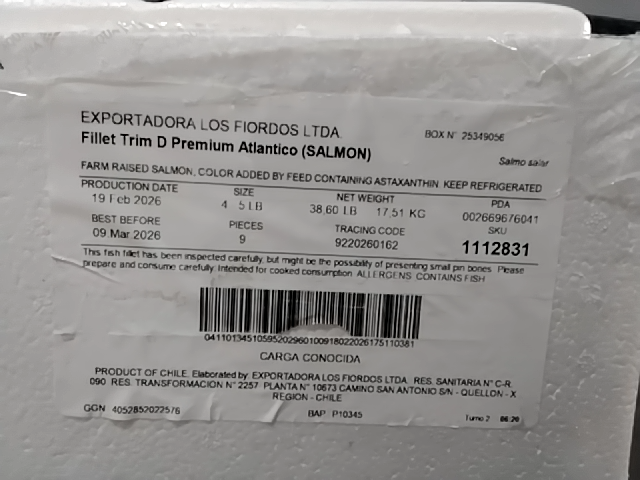 EXPORTADORA LOS FIORDOS LTDA.
BOX N° 25349056
Fillet Trim D Premium Atlantico (SALMON)
Salmo salar
FARM RAISED SALMON, COLOR ADDED BY FEED CONTAINING ASTAXANTHIN KEEP REFRIGERATED
PRODUCTION DATE SIZE NET WEIGHT PDA
19 Feb 2026 4 5 LB 38,60 LB 17,51 KG 002669676041
BEST BEFORE PIECES TRACING CODE SKU
09 Mar 2026 9 9220260162 1112831
This fish fillet has been inspected carefully, but might be the possibility of presenting small pin bones. Please
prepare and consume carefully. Intended for cooked consumption. ALLERGENS: CONTAINS FISH
0411013451059520296010091802202617511038​1
CARGA CONOCIDA
PRODUCT OF CHILE. Elaborated by: EXPORTADORA LOS FIORDOS LTDA. RES. SANITARIA N° C-R.
090 RES. TRANSFORMACION N° 2257 PLANTA N° 10673 CAMINO SAN ANTONIO S/N - QUELLON - X
REGION - CHILE
GGN 4052852022576 BAP P10345 Turno 2 06:20